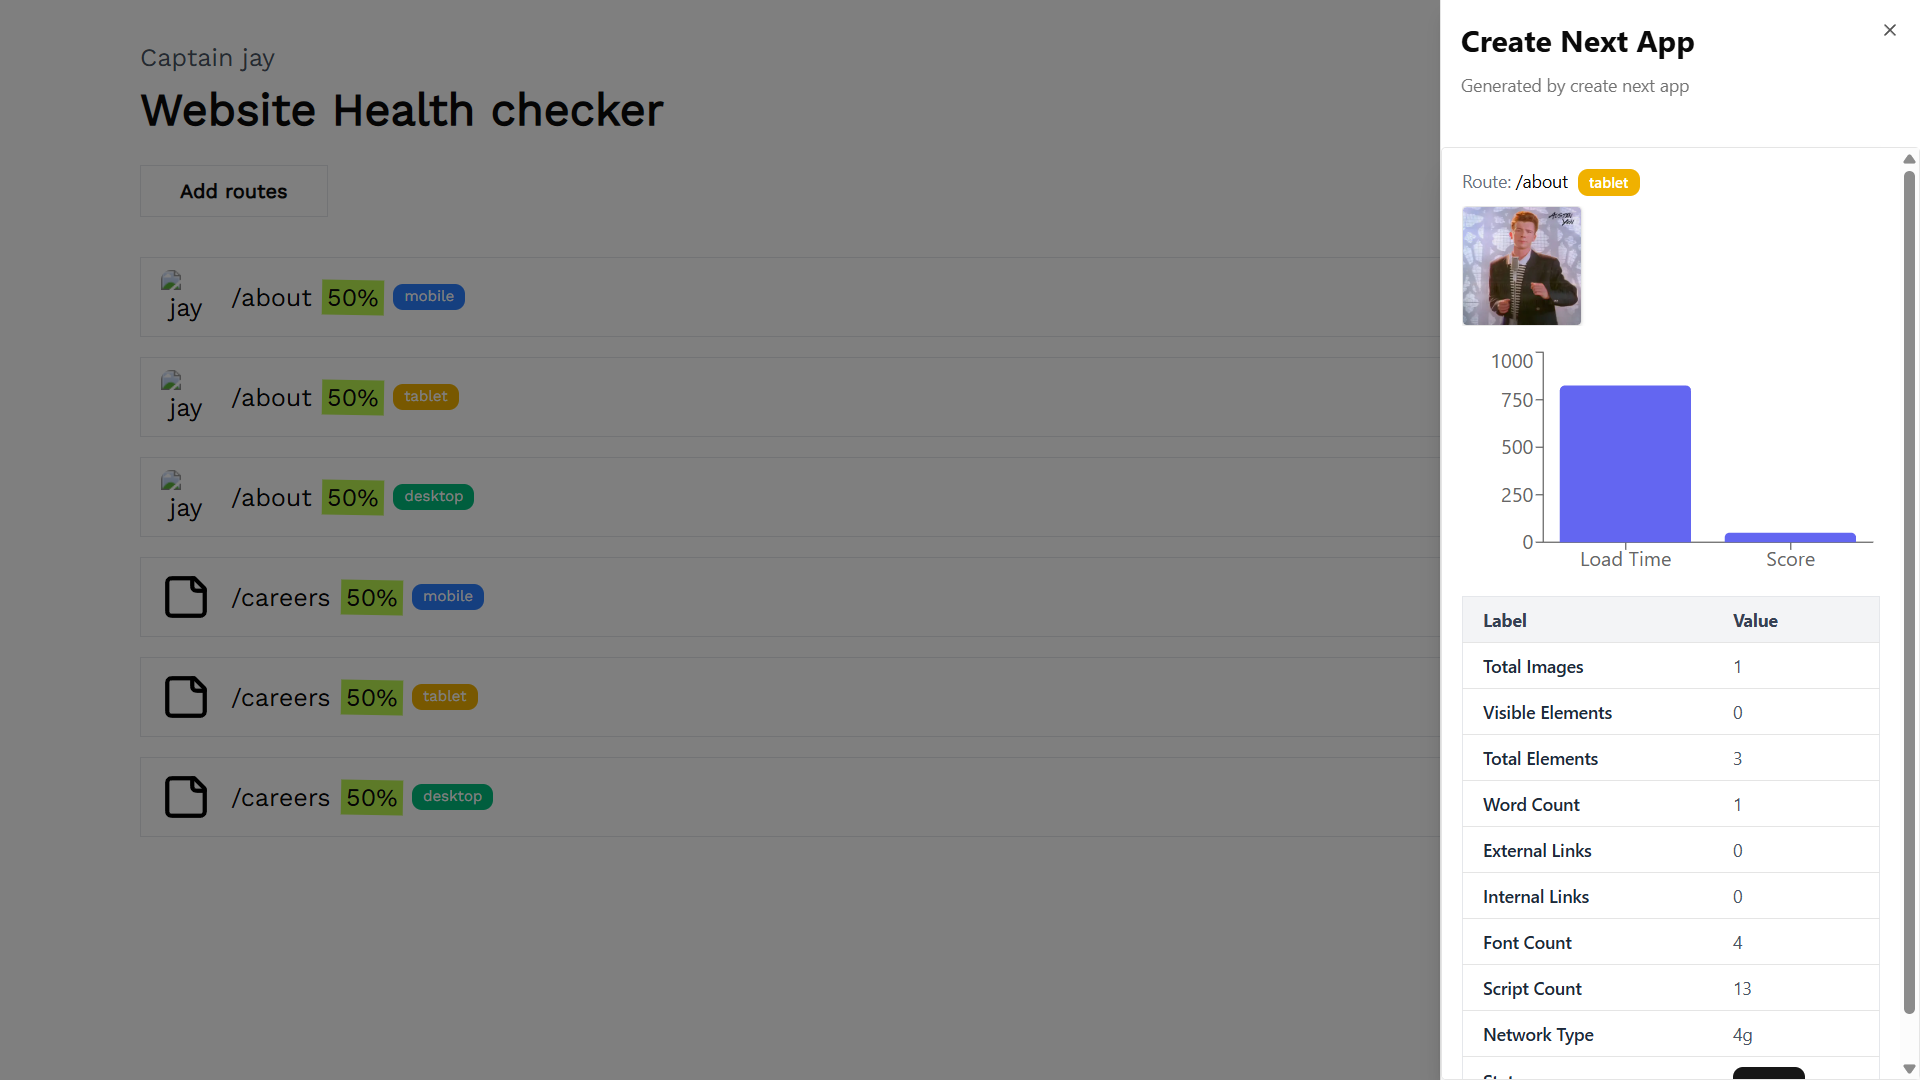 Captain jay
Website Health checker
Add routes
jay /about 50% mobile
jay /about 50% tablet
jay /about 50% desktop
/careers 50% mobile
/careers 50% tablet
/careers 50% desktop
Create Next App
Generated by create next app
Route: /about tablet
1000
750
500
250
0
Load Time Score
Label Value
Total Images 1
Visible Elements 0
Total Elements 3
Word Count 1
External Links 0
Internal Links 0
Font Count 4
Script Count 13
Network Type 4g